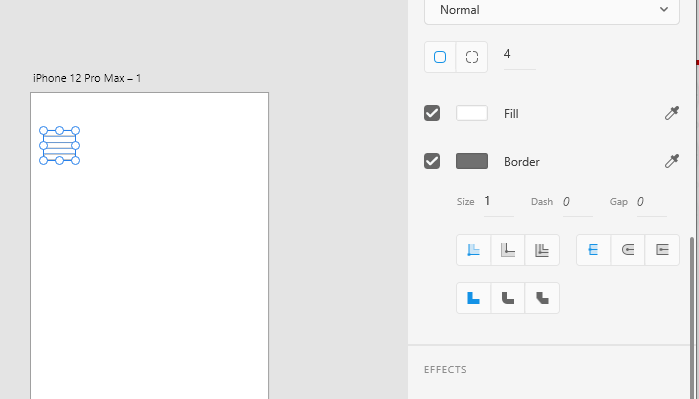 Normal
4
iPhone 12 Pro Max – 1
Fill
Border
Size 1 Dash 0 Gap 0
EFFECTS